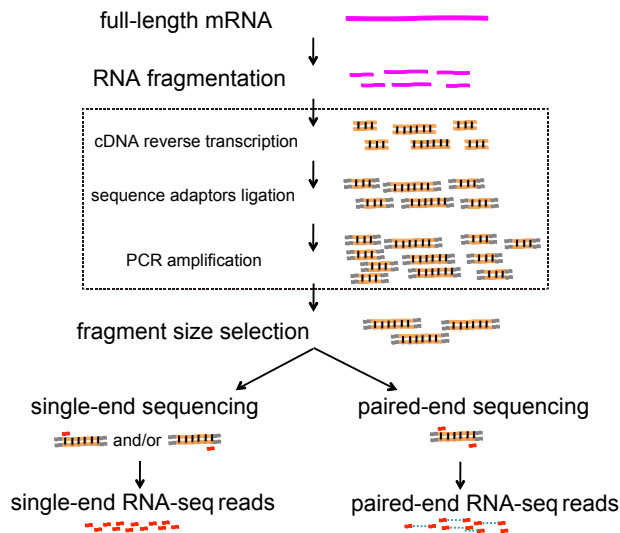 full-length mRNA
RNA fragmentation
cDNA reverse transcription
sequence adaptors ligation
PCR amplification
fragment size selection
single-end sequencing
and/or
single-end RNA-seq reads
paired-end sequencing
paired-end RNA-seq reads